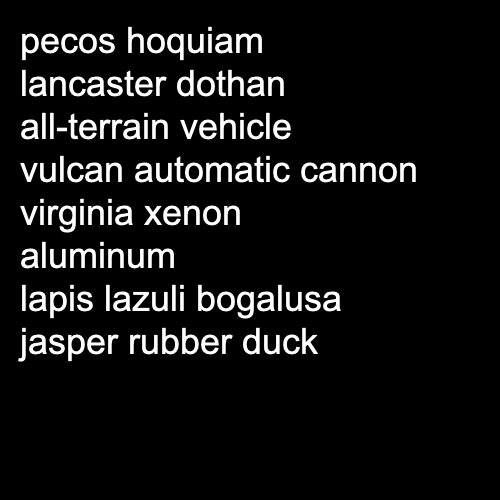 pecos hoquiam
lancaster dothan
all-terrain vehicle
vulcan automatic cannon
virginia xenon
aluminum
lapis lazuli bogalusa
jasper rubber duck